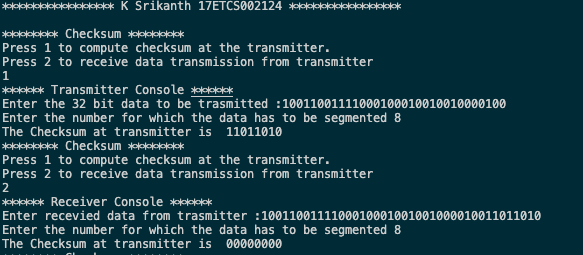 **************** K Srikanth 17ETCS002124 ****************
******** Checksum ********
Press 1 to compute checksum at the transmitter.
Press 2 to receive data transmission from transmitter
1
****** Transmitter Console ******
Enter the 32 bit data to be trasmitted :10011001111000100010010010000100
Enter the number for which the data has to be segmented 8
The Checksum at transmitter is  11011010
******** Checksum ********
Press 1 to compute checksum at the transmitter.
Press 2 to receive data transmission from transmitter
2
****** Receiver Console ******
Enter recevied data from trasmitter :1001100111100010001001001000010011011010
Enter the number for which the data has to be segmented 8
The Checksum at transmitter is  00000000